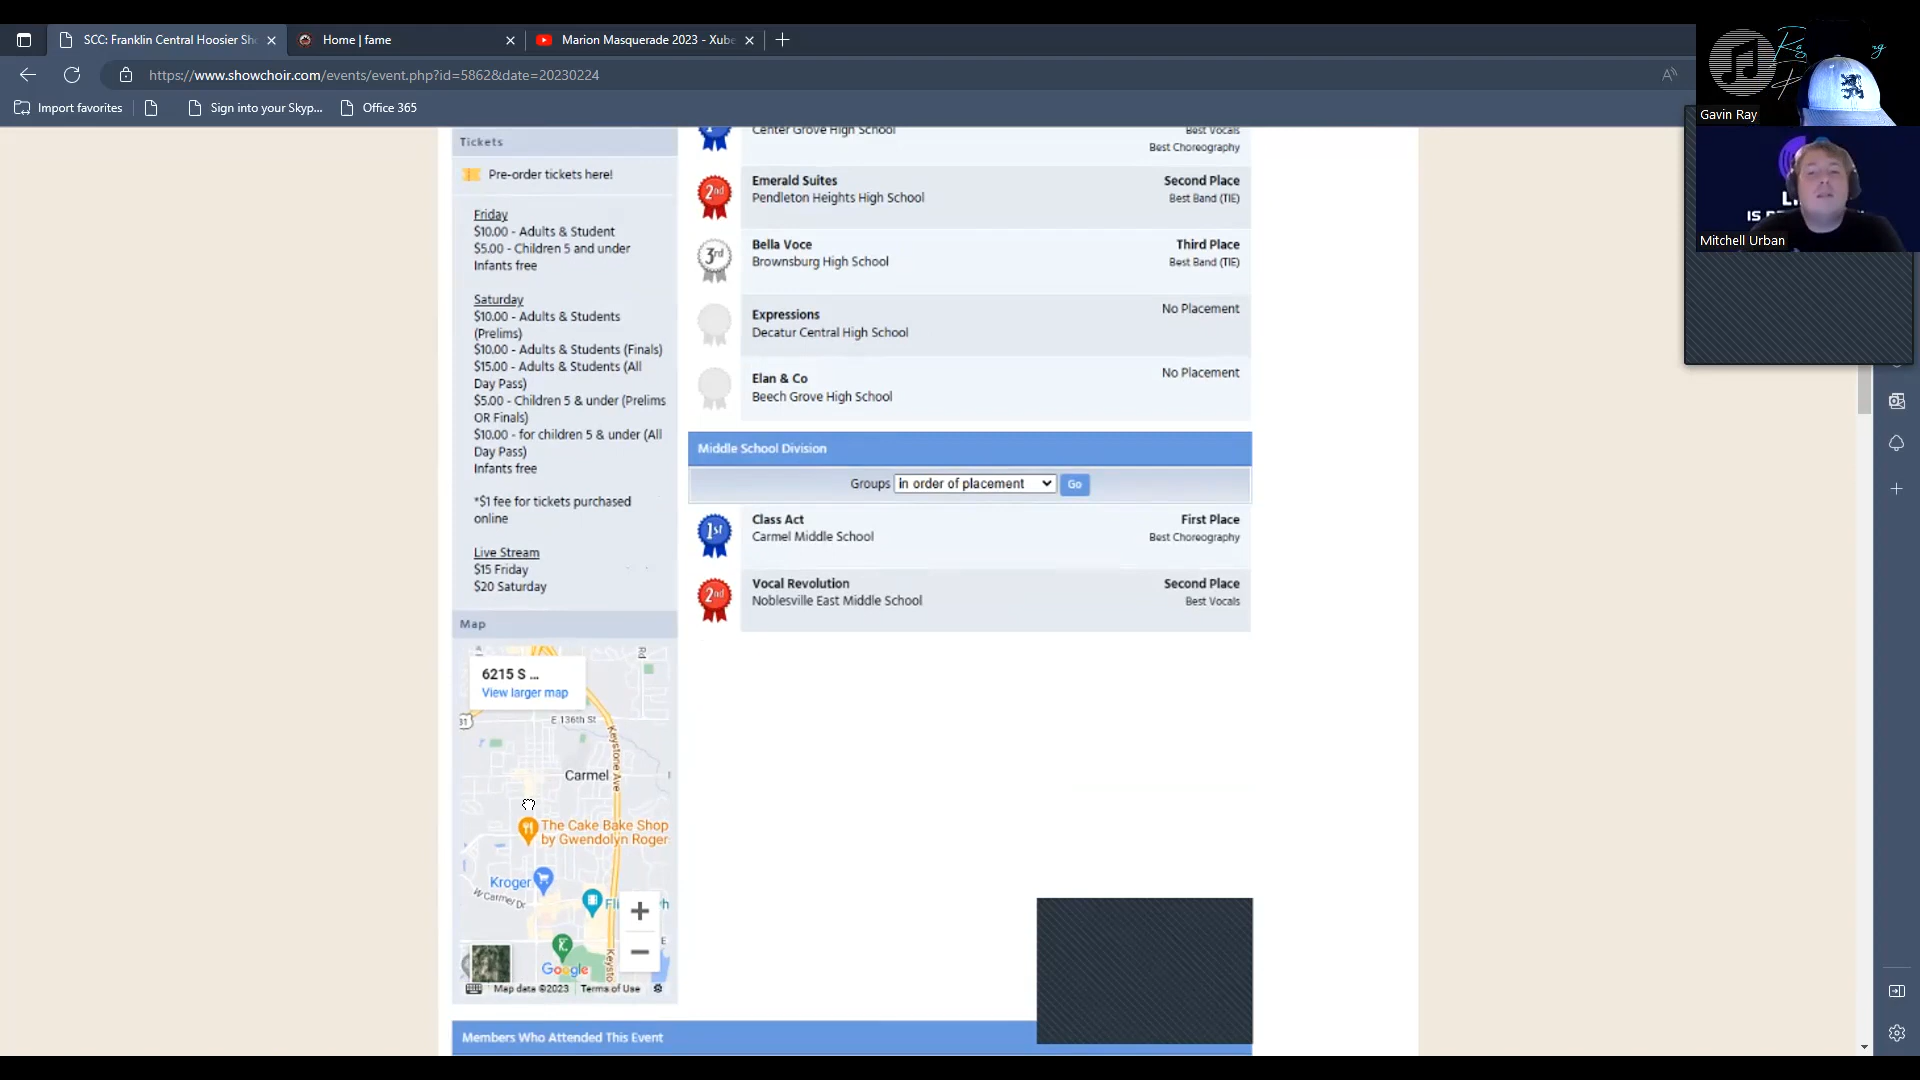 SCC: Franklin Central Hoosier Sh
Home | fame
Marion Masquerade 2023 - Xube
https://www.showchoir.com/events/event.php?id=5862&date=20230224
Import favorites
Sign into your Skyp...
Office 365
Gavin Ray
Mitchell Urban
Tickets
Pre-order tickets here!
Friday
$10.00 - Adults & Student
$5.00 - Children 5 and under
Infants free
Saturday
$10.00 - Adults & Students
(Prelims)
$10.00 - Adults & Students (Finals)
$15.00 - Adults & Students (All
Day Pass)
$5.00 - Children 5 & under (Prelims
OR Finals)
$10.00 - for children 5 & under (All
Day Pass)
Infants free
*$1 fee for tickets purchased
online
Live Stream
$15 Friday
$20 Saturday
Map
6215 S ...
View larger map
31
Rd
E 136th St
Keystone Ave
Carmel
The Cake Bake Shop
by Gwendolyn Roger
Kroger
W Carmel Dr
E
Google
Map data ©2023
Terms of Use
Center Grove High School
Best Vocals
Best Choreography
2nd
Emerald Suites
Second Place
Pendleton Heights High School
Best Band (TIE)
3rd
Bella Voce
Third Place
Brownsburg High School
Best Band (TIE)
Expressions
No Placement
Decatur Central High School
Elan & Co
No Placement
Beech Grove High School
Middle School Division
Groups
in order of placement
Go
1st
Class Act
First Place
Carmel Middle School
Best Choreography
2nd
Vocal Revolution
Second Place
Noblesville East Middle School
Best Vocals
Members Who Attended This Event